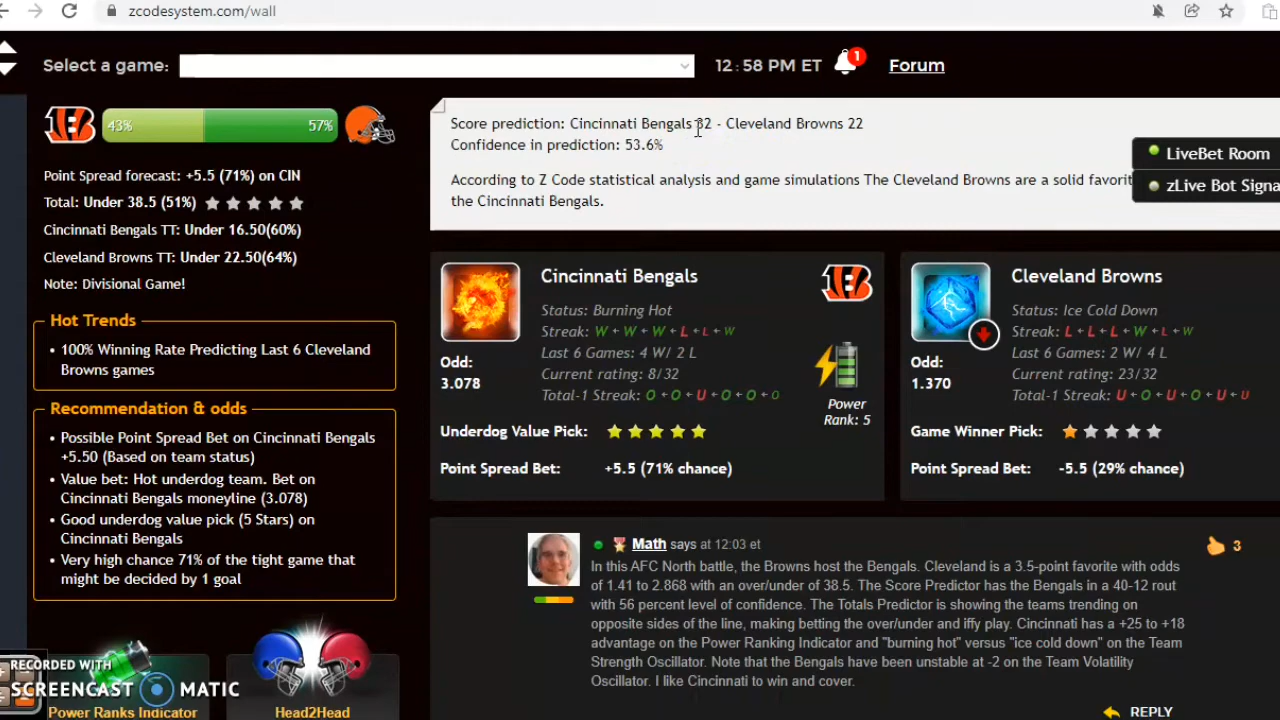 zcodesystem.com/wall
Select a game:
12:58 PM ET
1
Forum
43%
57%
Point Spread forecast: +5.5 (71%) on CIN
Total: Under 38.5 (51%)
Cincinnati Bengals TT: Under 16.50(60%)
Cleveland Browns TT: Under 22.50(64%)
Note: Divisional Game!
Hot Trends
• 100% Winning Rate Predicting Last 6 Cleveland
Browns games
Recommendation & odds
• Possible Point Spread Bet on Cincinnati Bengals
+5.50 (Based on team status)
• Value bet: Hot underdog team. Bet on
Cincinnati Bengals moneyline (3.078)
• Good underdog value pick (5 Stars) on
Cincinnati Bengals
• Very high chance 71% of the tight game that
might be decided by 1 goal
Power Ranks Indicator
Head2Head
RECORDED WITH
SCREENCAST MATIC
Score prediction: Cincinnati Bengals 32 - Cleveland Browns 22
Confidence in prediction: 53.6%
According to Z Code statistical analysis and game simulations The Cleveland Browns are a solid favorit
the Cincinnati Bengals.
LiveBet Room
zLive Bot Signa
Cincinnati Bengals
Status: Burning Hot
Streak: W ← W ← W ← L ← L ← W
Last 6 Games: 4 W/ 2 L
Current rating: 8/32
Total-1 Streak: O ← O ← U ← O ← O ← O
Odd:
3.078
Power
Rank: 5
Underdog Value Pick:
Point Spread Bet: +5.5 (71% chance)
Cleveland Browns
Status: Ice Cold Down
Streak: L ← L ← L ← W ← L ← W
Last 6 Games: 2 W/ 4 L
Current rating: 23/32
Total-1 Streak: U ← O ← U ← O ← U ← U
Odd:
1.370
Game Winner Pick:
Point Spread Bet: -5.5 (29% chance)
Math says at 12:03 et
3
In this AFC North battle, the Browns host the Bengals. Cleveland is a 3.5-point favorite with odds
of 1.41 to 2.868 with an over/under of 38.5. The Score Predictor has the Bengals in a 40-12 rout
with 56 percent level of confidence. The Totals Predictor is showing the teams trending on
opposite sides of the line, making betting the over/under and iffy play. Cincinnati has a +25 to +18
advantage on the Power Ranking Indicator and "burning hot" versus "ice cold down" on the Team
Strength Oscillator. Note that the Bengals have been unstable at -2 on the Team Volatility
Oscillator. I like Cincinnati to win and cover.
REPLY